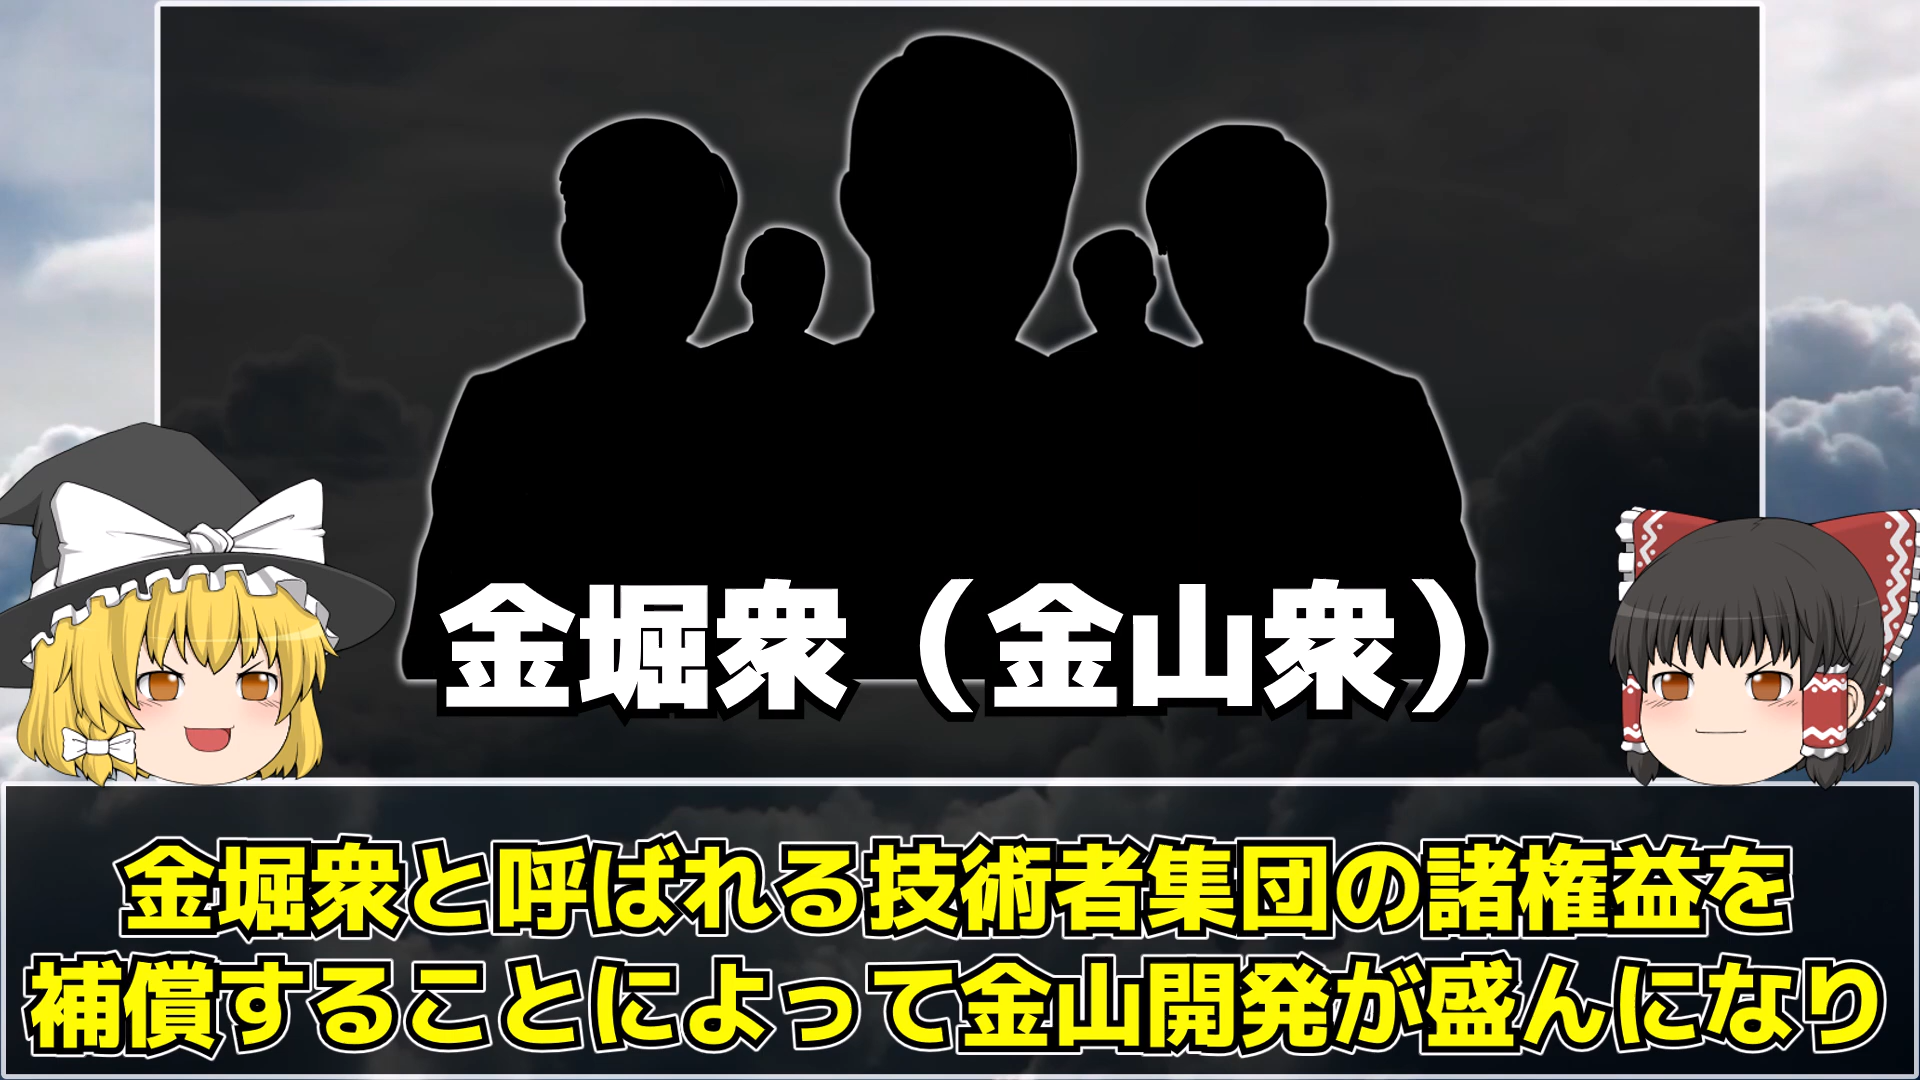 金堀衆（金山衆）
金堀衆と呼ばれる技術者集団の諸権益を
補償することによって金山開発が盛んになり